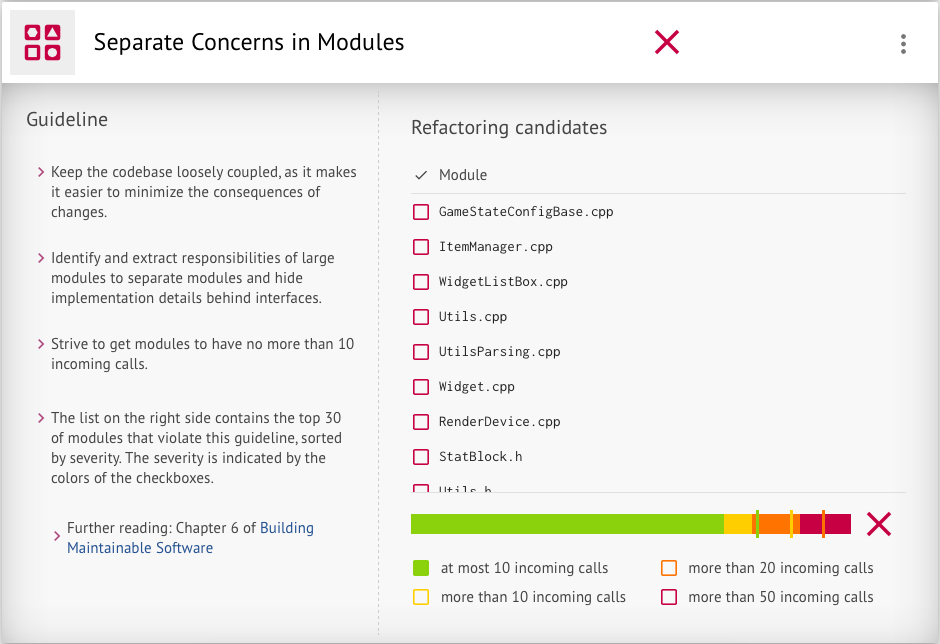 Separate Concerns in Modules
Guideline
Keep the codebase loosely coupled, as it makes
it easier to minimize the consequences of
changes.
Identify and extract responsibilities of large
modules to separate modules and hide
implementation details behind interfaces.
Strive to get modules to have no more than 10
incoming calls.
The list on the right side contains the top 30
of modules that violate this guideline, sorted
by severity. The severity is indicated by the
colors of the checkboxes.
Further reading: Chapter 6 of Building
Maintainable Software
Refactoring candidates
Module
GameStateConfigBase.cpp
ItemManager.cpp
WidgetListBox.cpp
Utils.cpp
UtilsParsing.cpp
Widget.cpp
RenderDevice.cpp
StatBlock.h
Utils.h
at most 10 incoming calls
more than 20 incoming calls
more than 10 incoming calls
more than 50 incoming calls